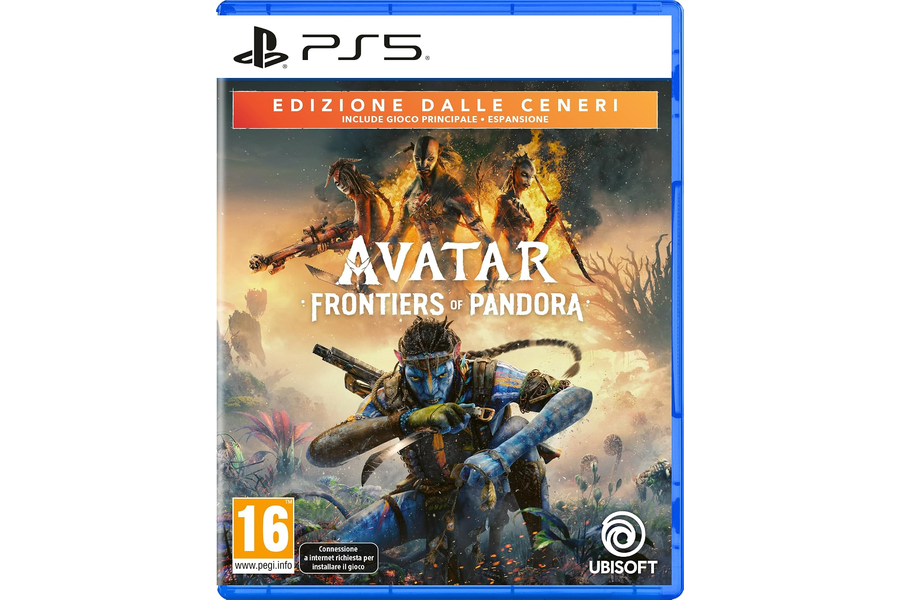 PS5®
EDIZIONE DALLE CENERI
INCLUDE GIOCO PRINCIPALE • ESPANSIONE
AVATAR
FRONTIERS OF PANDORA
16
www.pegi.info
Connessione
a internet richiesta per
installare il gioco
UBISOFT